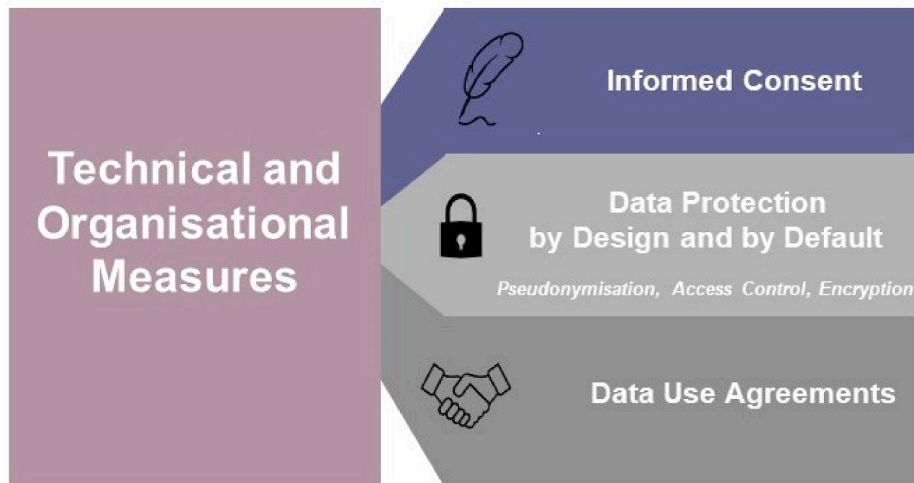 Technical and
Organisational
Measures
Informed Consent
Data Protection
by Design and by Default
Pseudonymisation, Access Control, Encryption
Data Use Agreements